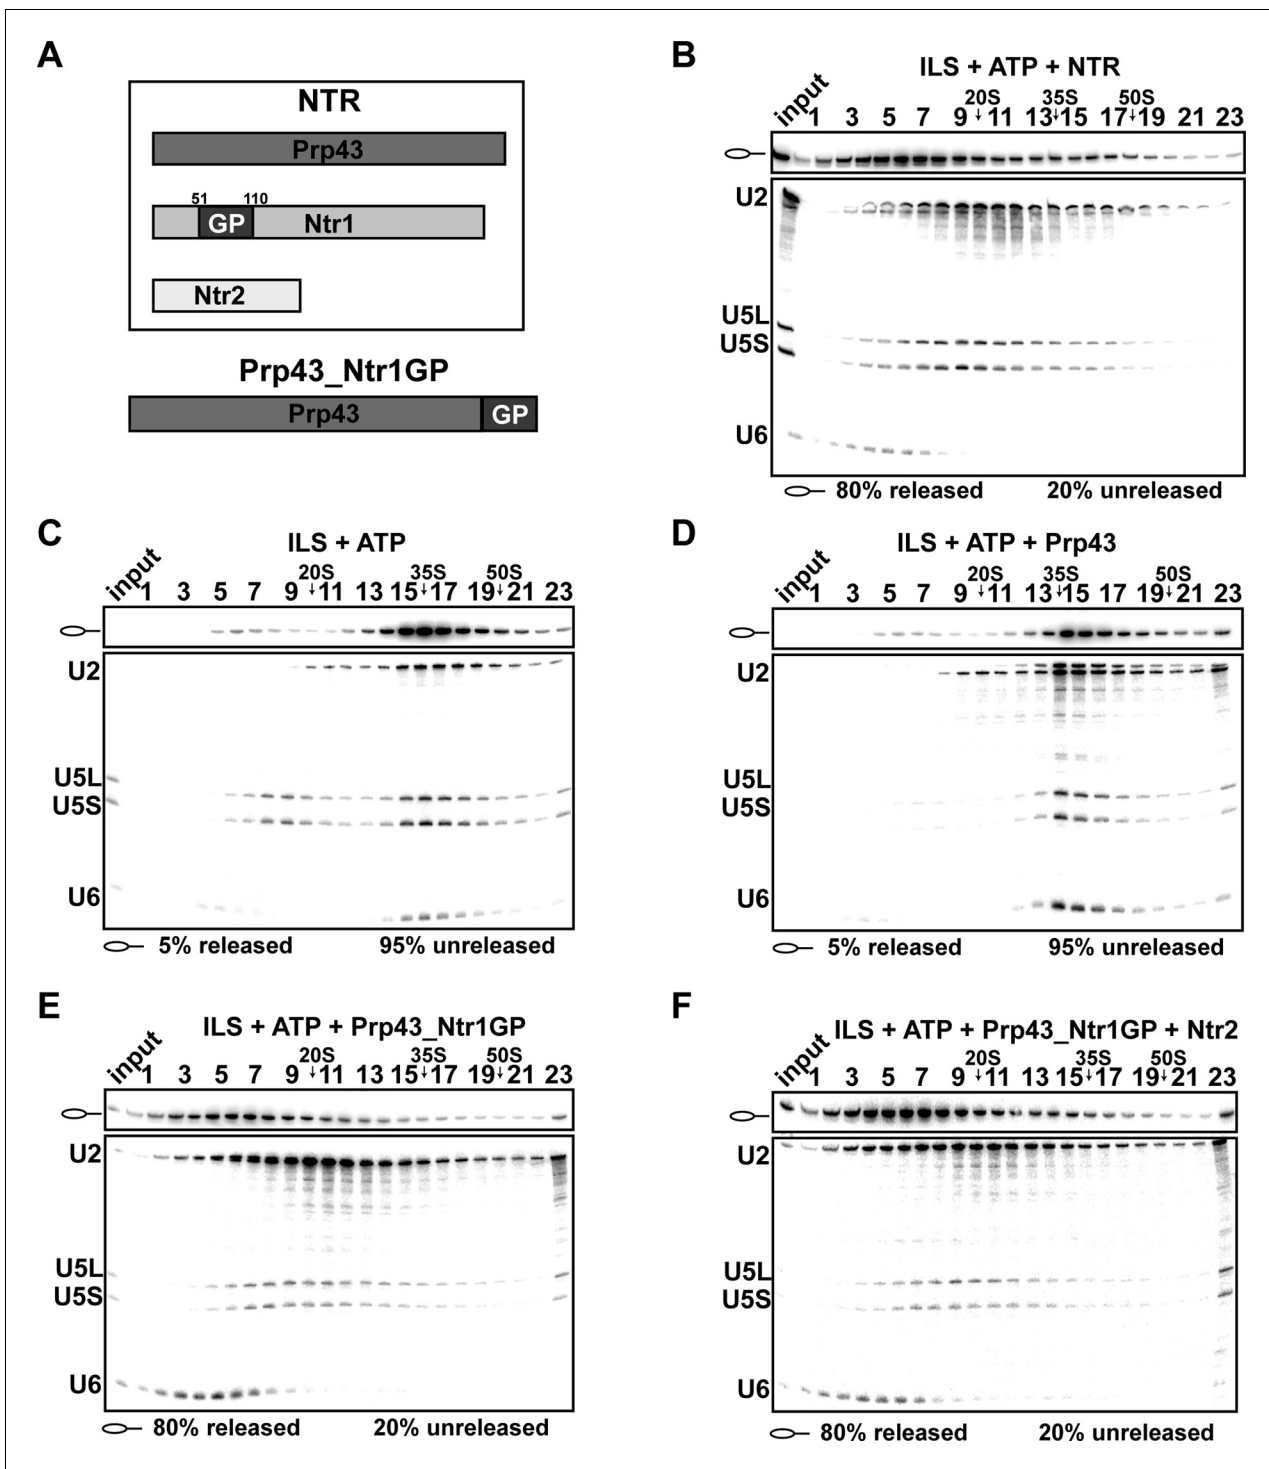 A
NTR
Prp43
51 110
GP Ntr1
Ntr2
Prp43_Ntr1GP
Prp43 GP
B
ILS + ATP + NTR
20S 35S 50S
input 1 3 5 7 9 11 13 15 17 19 21 23
U2
U5L
U5S
U6
80% released 20% unreleased
C
ILS + ATP
20S 35S 50S
input 1 3 5 7 9 11 13 15 17 19 21 23
U2
U5L
U5S
U6
5% released 95% unreleased
D
ILS + ATP + Prp43
20S 35S 50S
input 1 3 5 7 9 11 13 15 17 19 21 23
U2
U5L
U5S
U6
5% released 95% unreleased
E
ILS + ATP + Prp43_Ntr1GP
20S 35S 50S
input 1 3 5 7 9 11 13 15 17 19 21 23
U2
U5L
U5S
U6
80% released 20% unreleased
F
ILS + ATP + Prp43_Ntr1GP + Ntr2
20S 35S 50S
input 1 3 5 7 9 11 13 15 17 19 21 23
U2
U5L
U5S
U6
80% released 20% unreleased